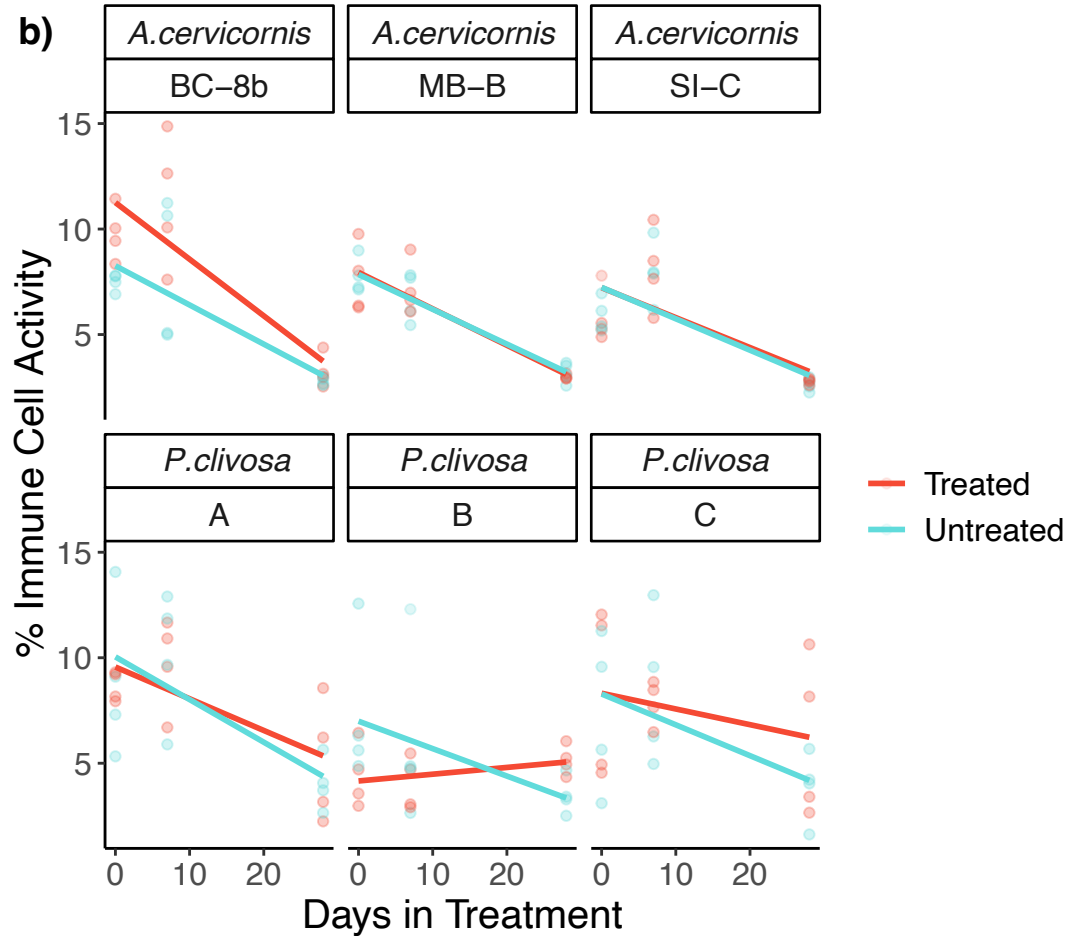 b)
A.cervicornis
A.cervicornis
A.cervicornis
BC−8b
MB−B
SI−C
15
10
5
% Immune Cell Activity
P.clivosa
P.clivosa
P.clivosa
A
B
C
15
10
5
0
10
20
0
10
20
0
10
20
Days in Treatment
Treated
Untreated